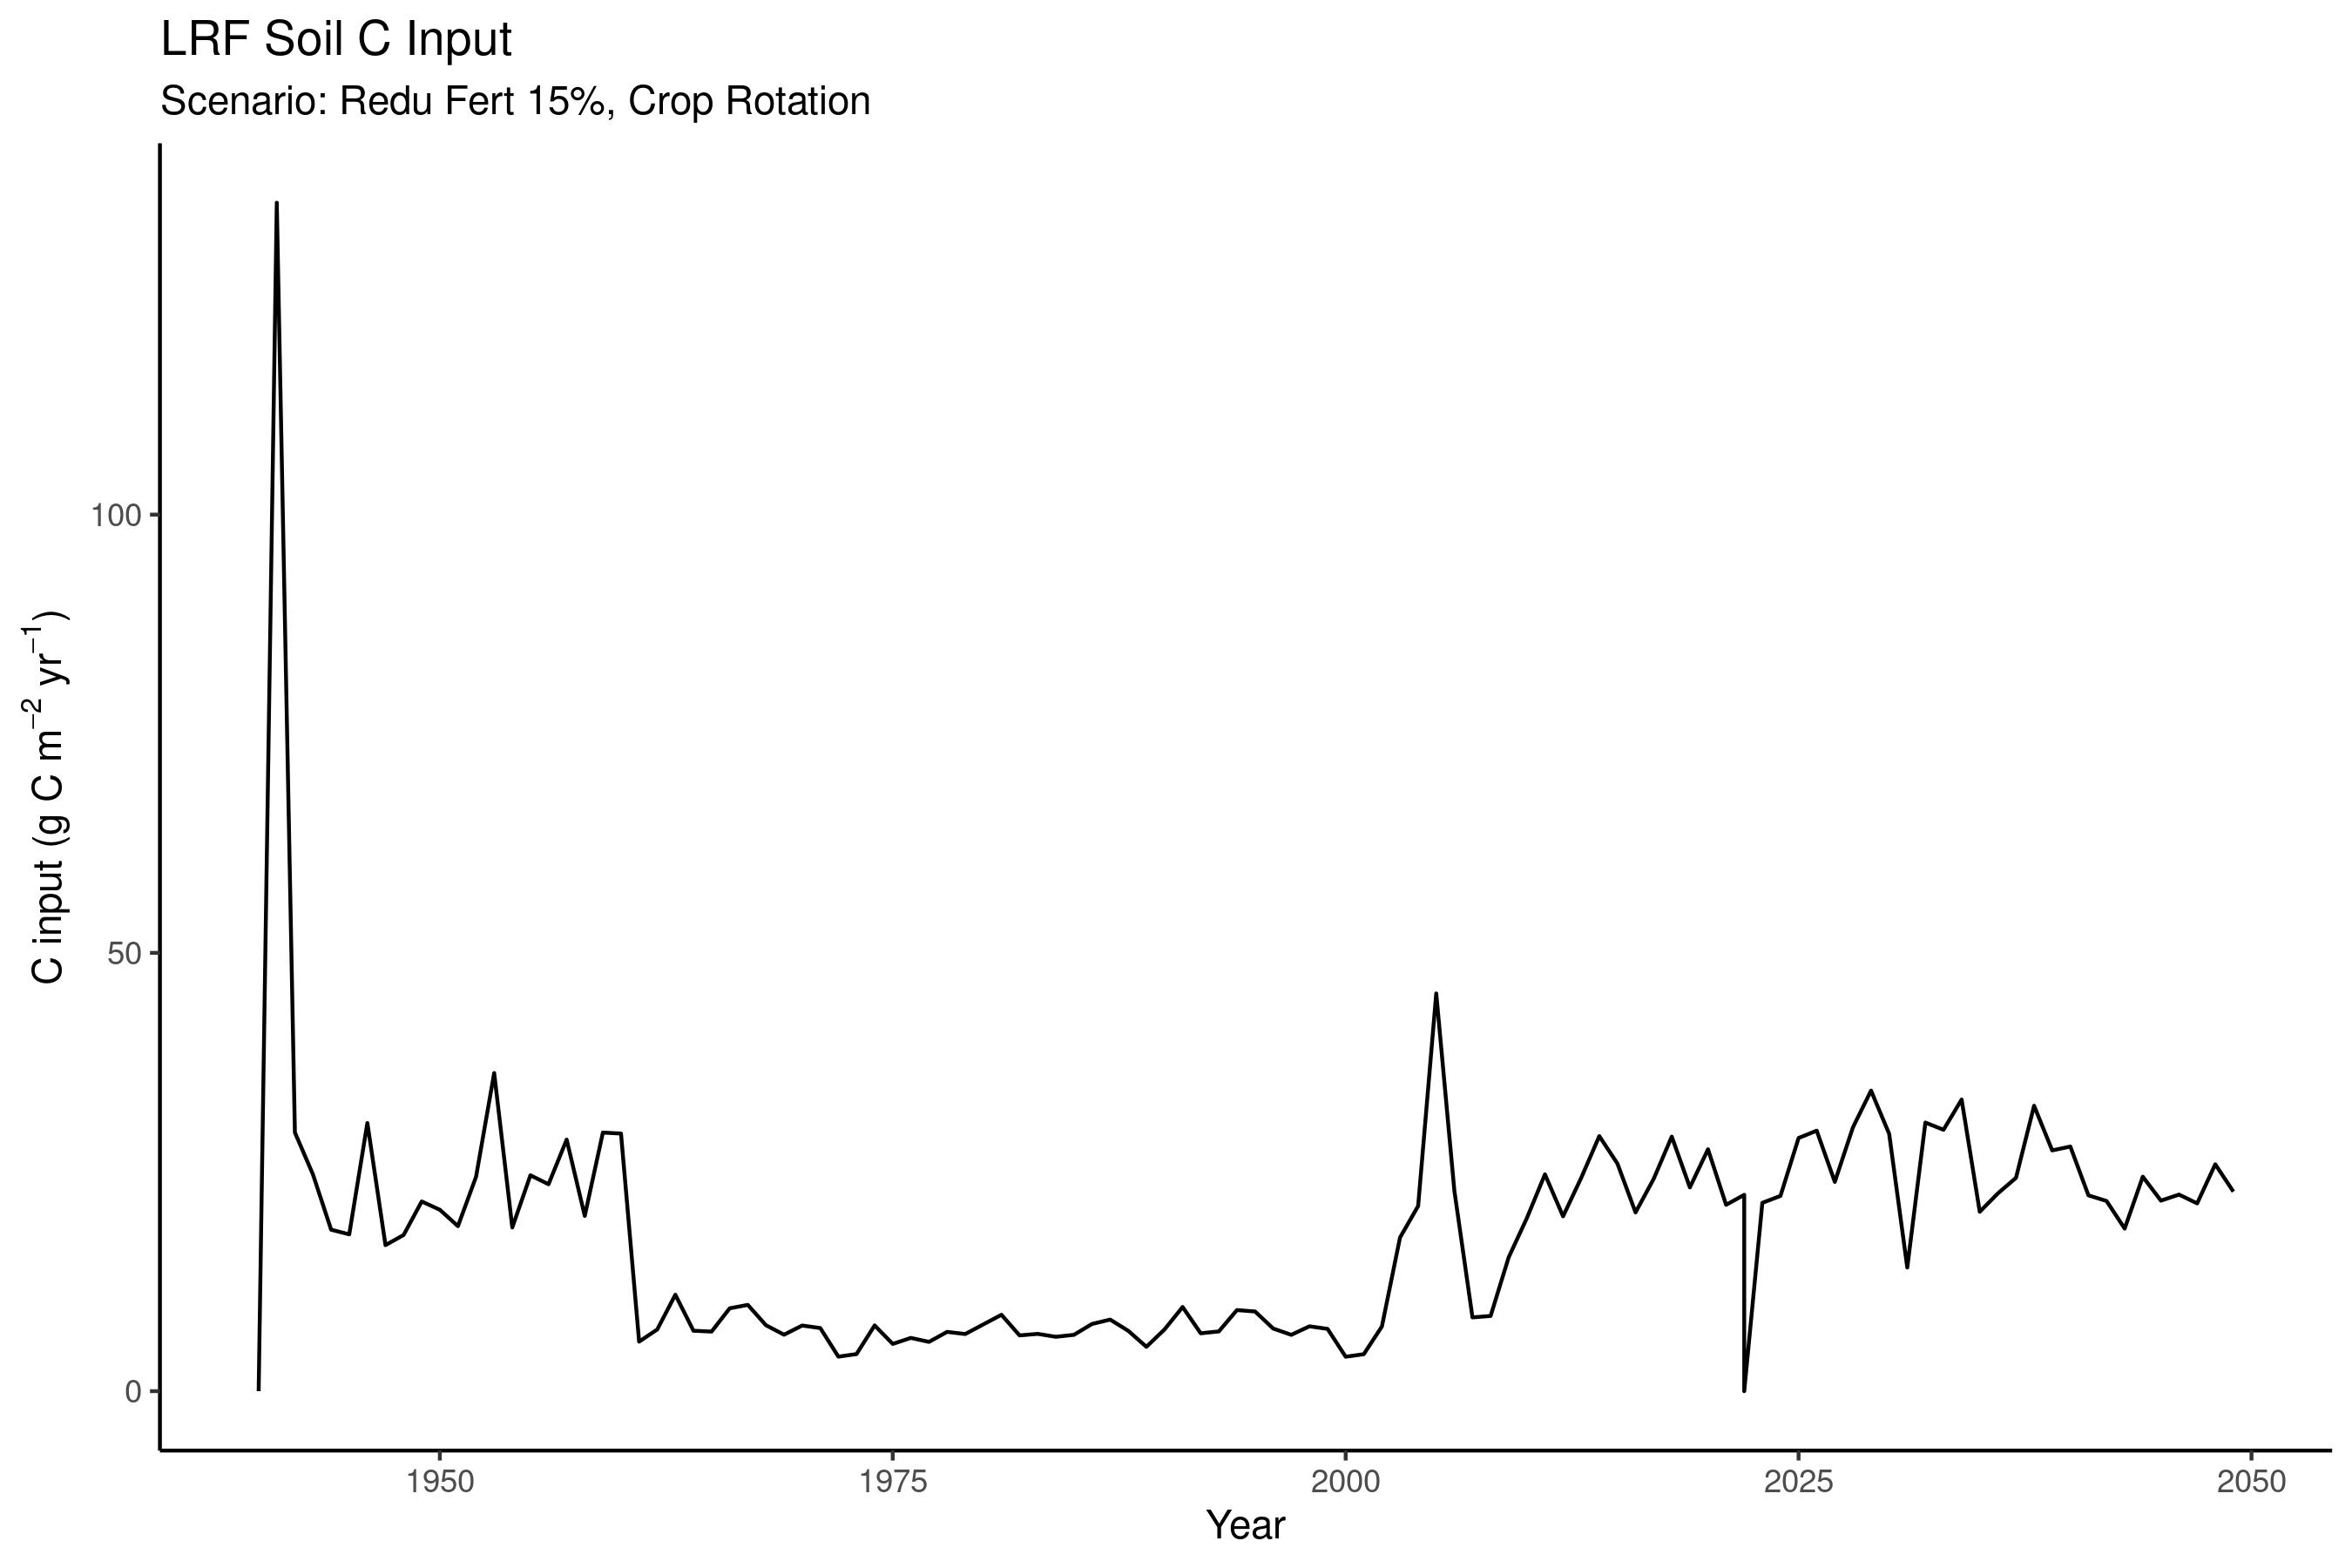 LRF Soil C Input
Scenario: Redu Fert 15%, Crop Rotation
C input (g C m⁻² yr⁻¹)
100
50
0
1950 1975 2000 2025 2050
Year